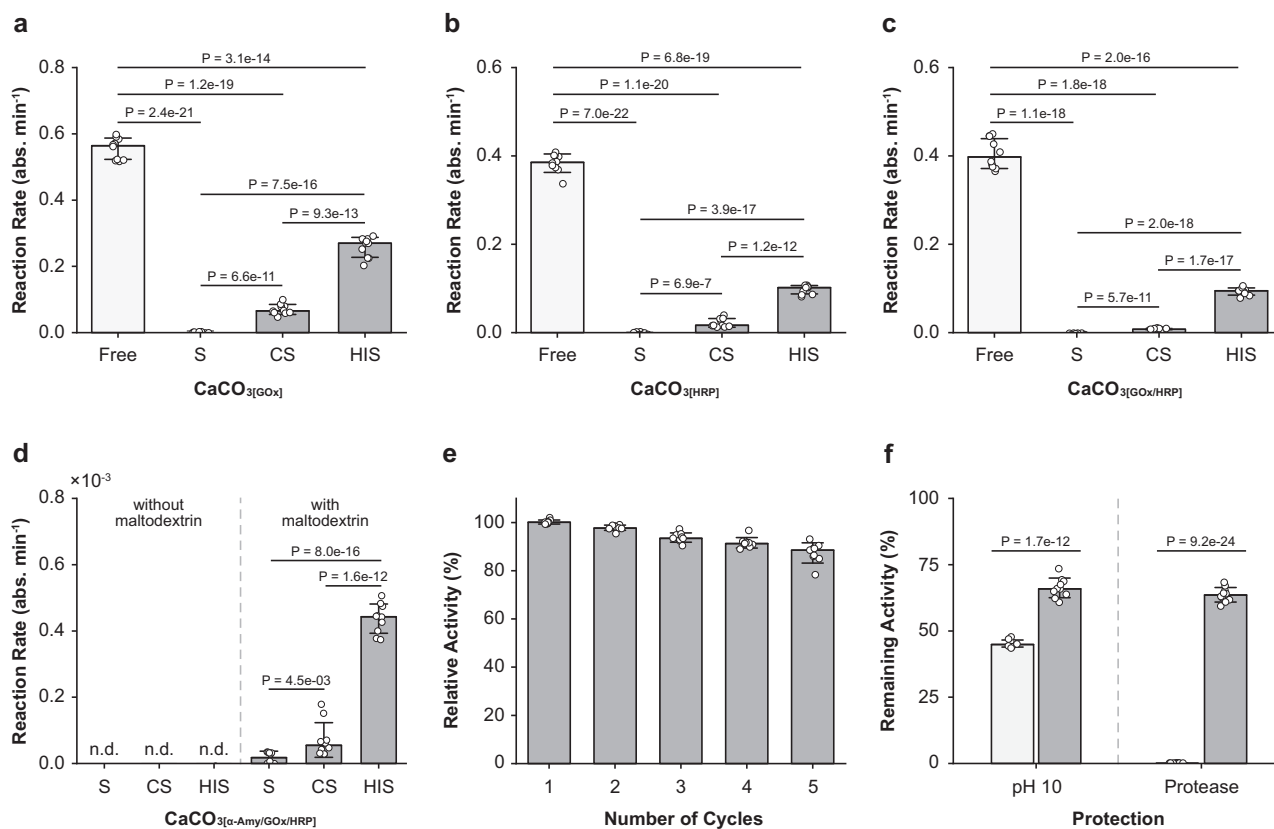 a
P = 3.1e-14
P = 1.2e-19
P = 2.4e-21
P = 7.5e-16
P = 9.3e-13
P = 6.6e-11
Reaction Rate (abs. min⁻¹)
0.8
0.6
0.4
0.2
0.0
Free S CS HIS
CaCO₃[GOx]
b
P = 6.8e-19
P = 1.1e-20
P = 7.0e-22
P = 3.9e-17
P = 1.2e-12
P = 6.9e-7
Reaction Rate (abs. min⁻¹)
0.6
0.4
0.2
0.0
Free S CS HIS
CaCO₃[HRP]
c
P = 2.0e-16
P = 1.8e-18
P = 1.1e-18
P = 2.0e-18
P = 1.7e-17
P = 5.7e-11
Reaction Rate (abs. min⁻¹)
0.6
0.4
0.2
0.0
Free S CS HIS
CaCO₃[GOx/HRP]
d
×10⁻³
without
maltodextrin
with
maltodextrin
P = 8.0e-16
P = 1.6e-12
P = 4.5e-03
n.d. n.d. n.d.
Reaction Rate (abs. min⁻¹)
0.8
0.6
0.4
0.2
0.0
S CS HIS S CS HIS
CaCO₃[α-Amy/GOx/HRP]
e
Relative Activity (%)
100
80
60
40
20
0
1 2 3 4 5
Number of Cycles
f
P = 1.7e-12
P = 9.2e-24
Remaining Activity (%)
100
75
50
25
0
pH 10 Protease
Protection